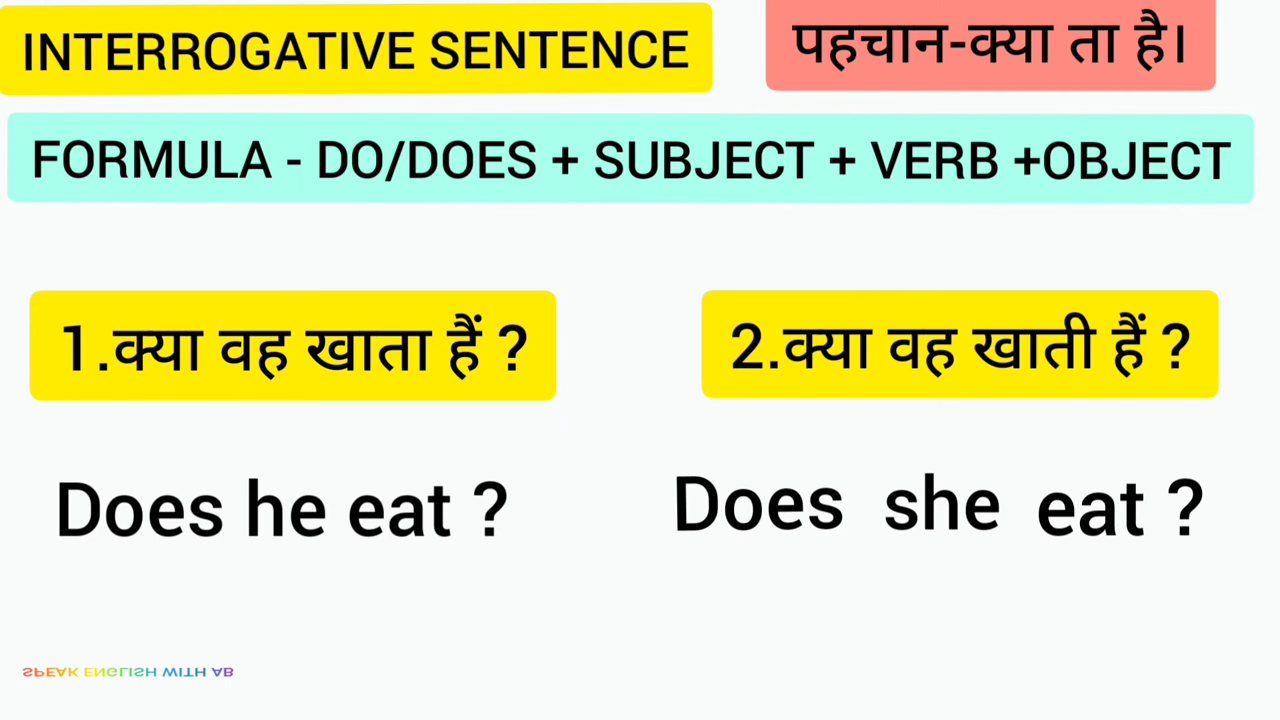 INTERROGATIVE SENTENCE
पहचान-क्या ता है।
FORMULA - DO/DOES + SUBJECT + VERB +OBJECT
1.क्या वह खाता हैं ?
2.क्या वह खाती हैं ?
Does he eat ?
Does she eat ?
SPEAK ENGLISH WITH AB